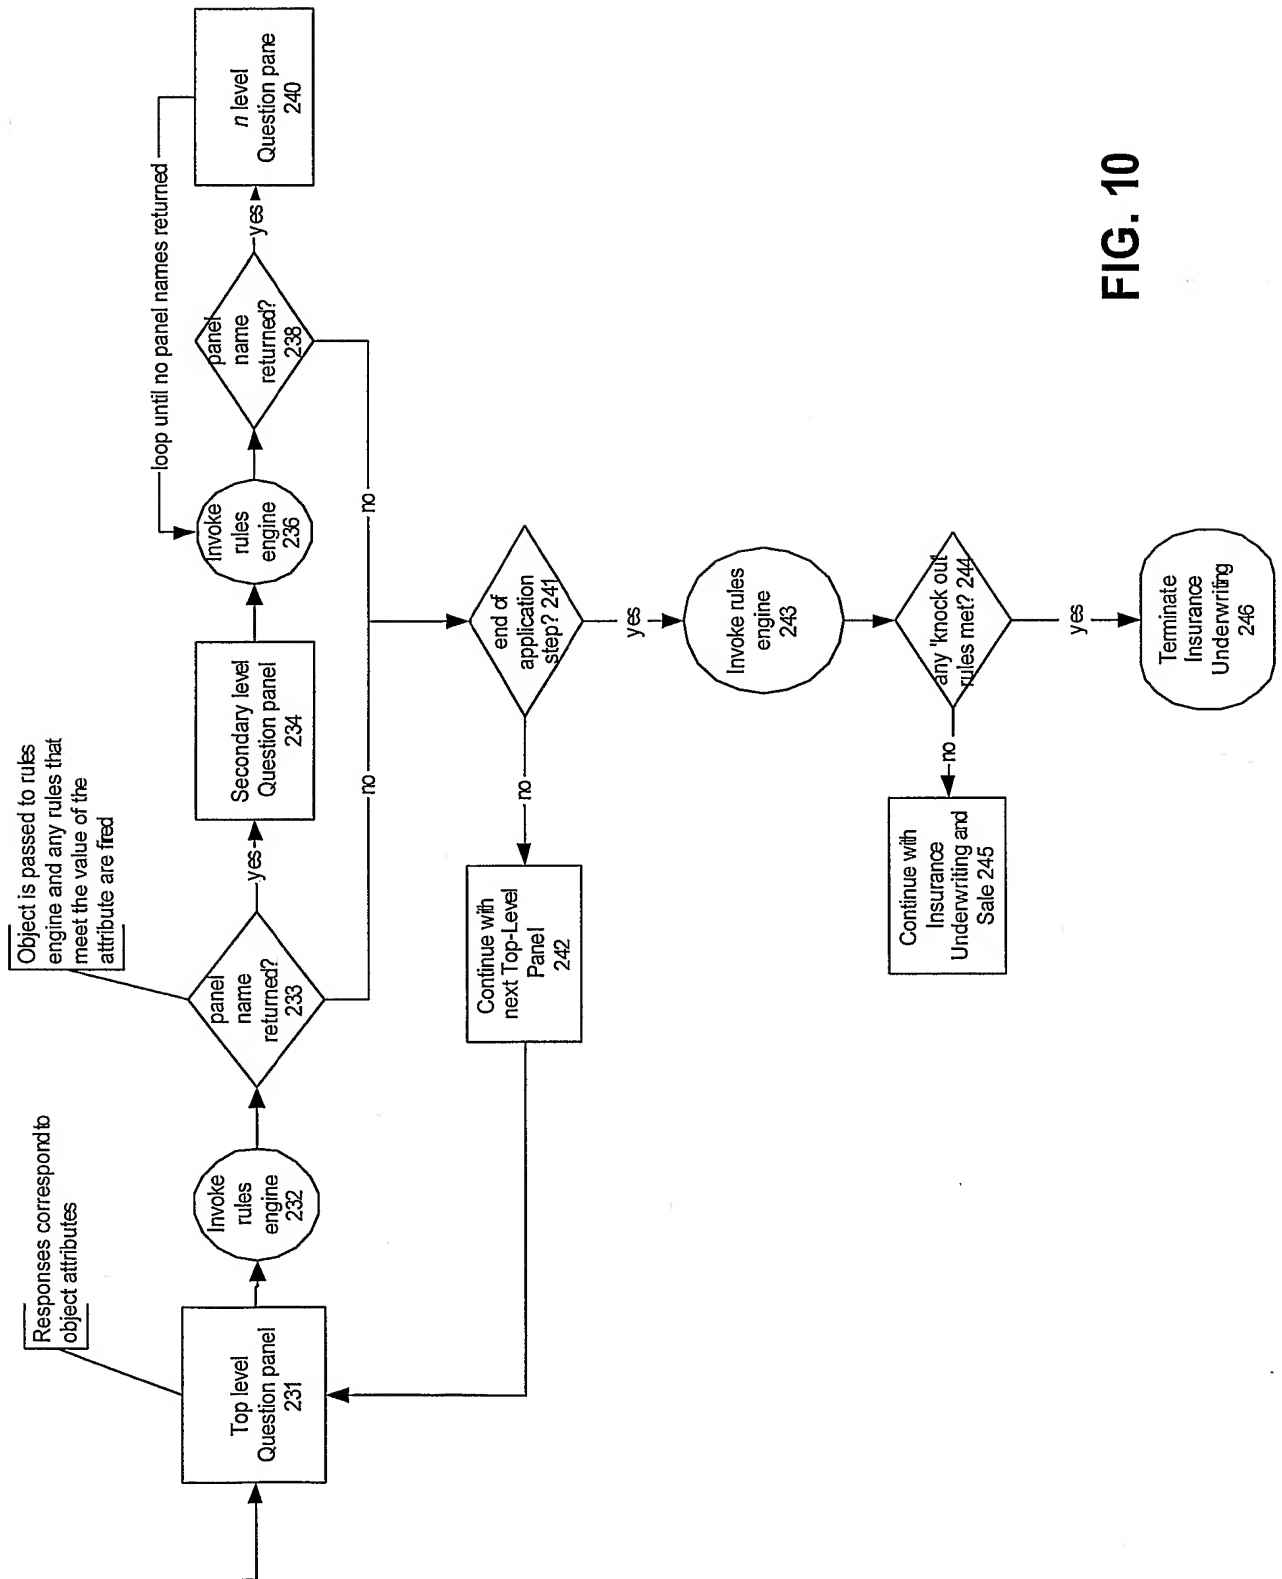 Responses correspond to
object attributes
Object is passed to rules
engine and any rules that
meet the value of the
attribute are fired
Top level
Question panel
231
Invoke
rules
engine
232
panel
name
returned?
233
yes
Secondary level
Question panel
234
Invoke
rules
engine
236
panel
name
returned?
238
yes
n level
Question pane
240
loop until no panel names returned
no
no
Continue with
next Top-Level
Panel
242
no
end of
application
step? 241
yes
Invoke rules
engine
243
any 'knock out
rules met? 244
no
Continue with
Insurance
Underwriting and
Sale 245
yes
Terminate
Insurance
Underwriting
246
FIG. 10